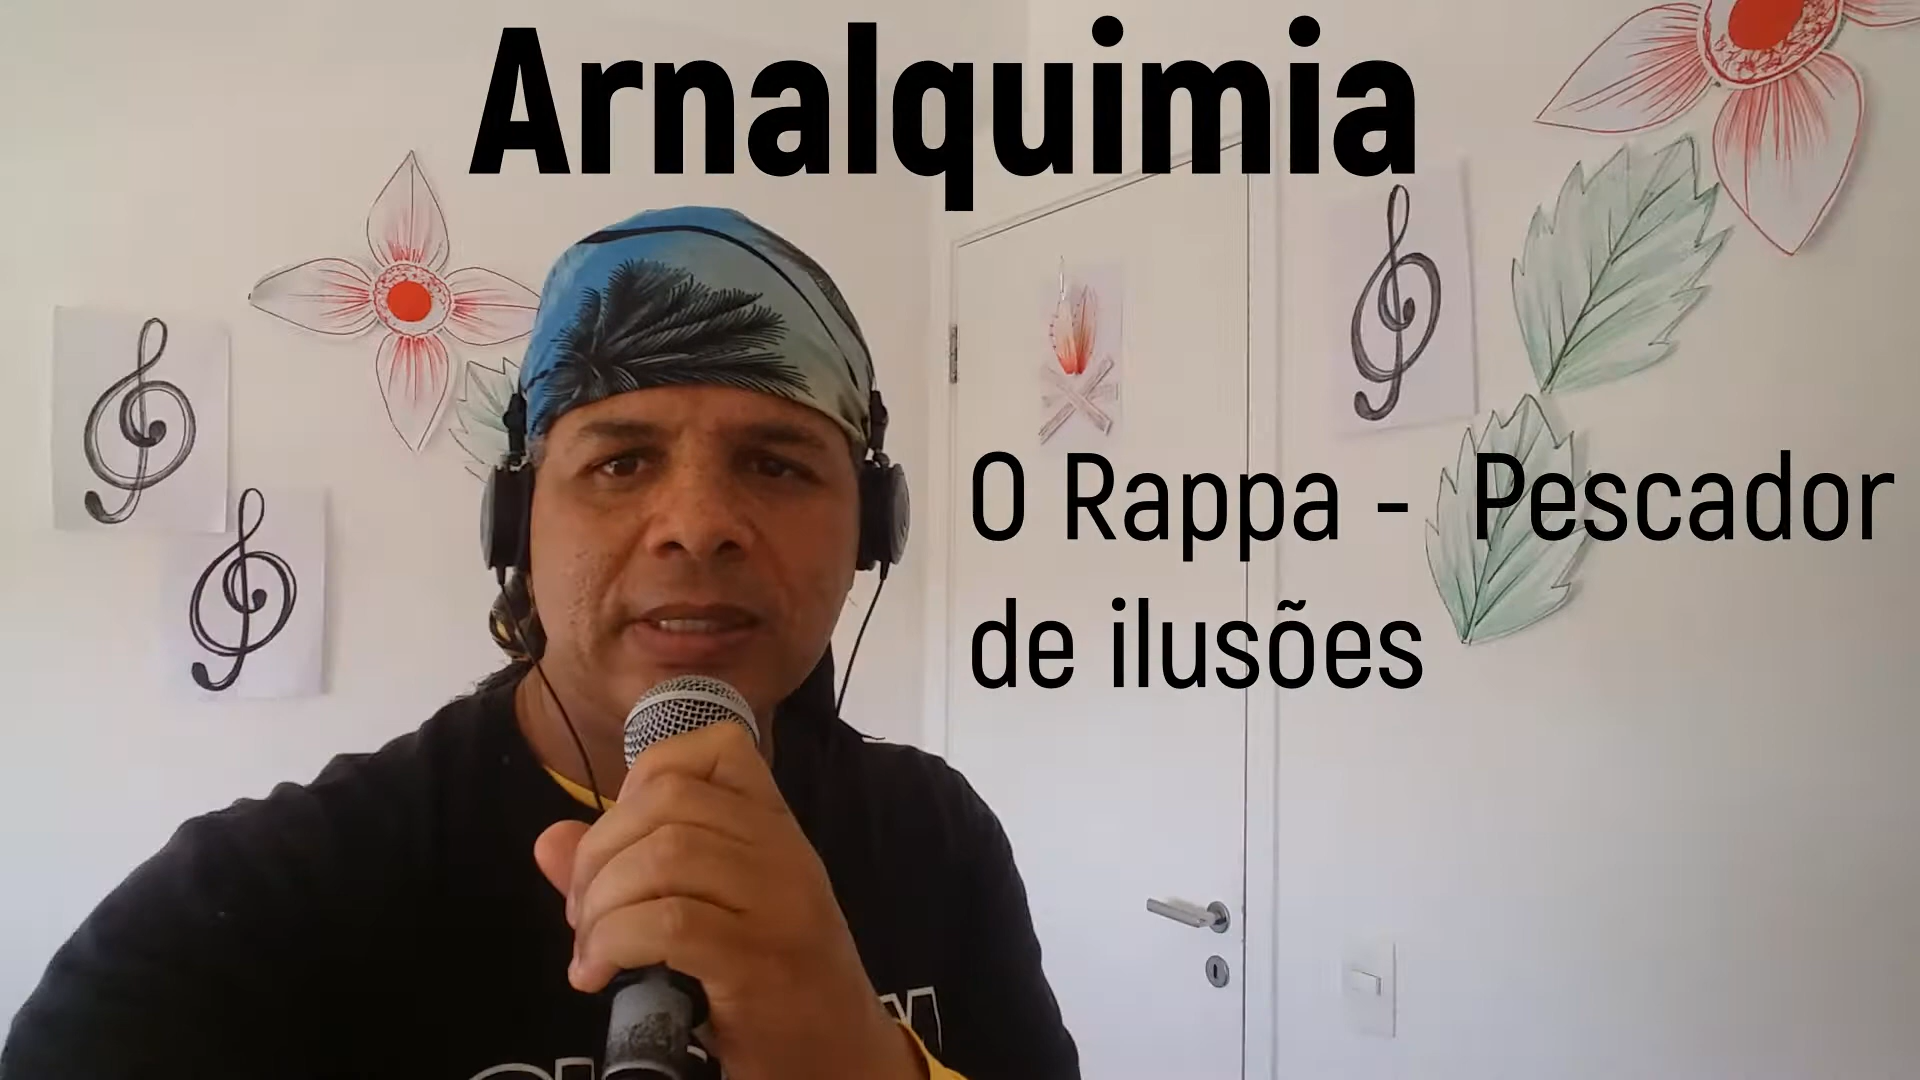 Arnalquimia
O Rappa - Pescador
de ilusões